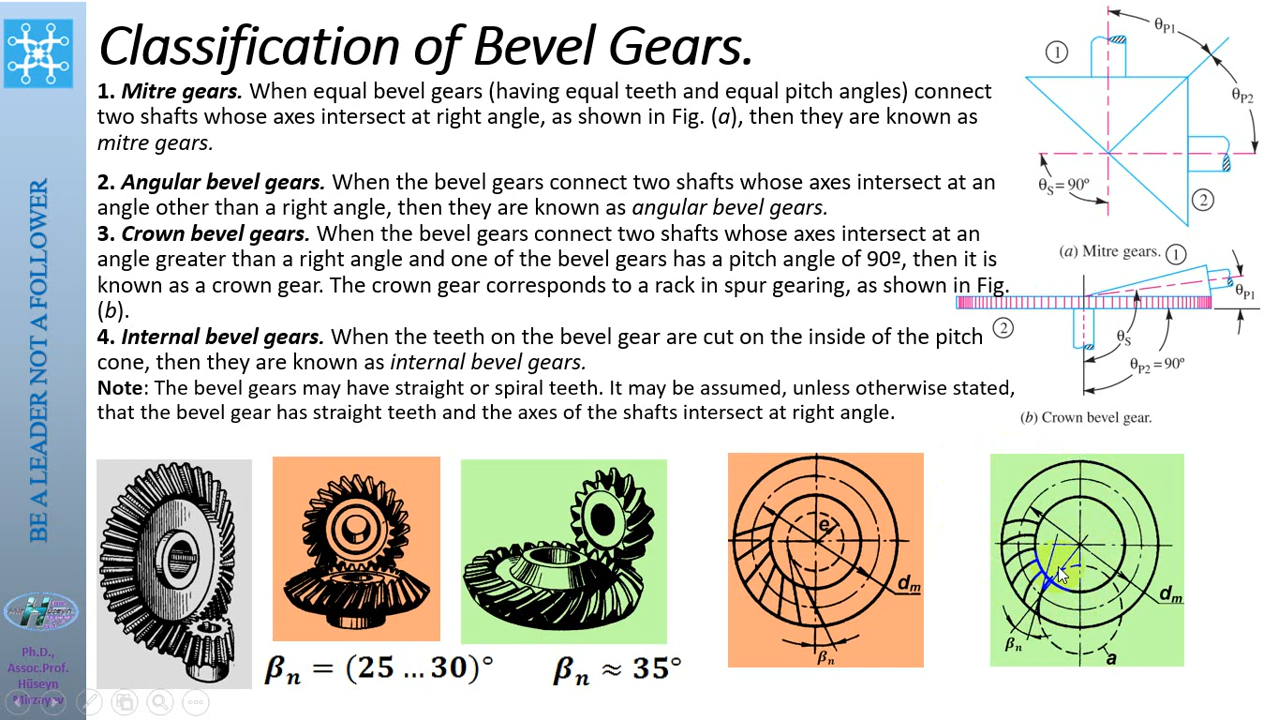 Classification of Bevel Gears.
1. Mitre gears. When equal bevel gears (having equal teeth and equal pitch angles) connect
two shafts whose axes intersect at right angle, as shown in Fig. (a), then they are known as
mitre gears.
2. Angular bevel gears. When the bevel gears connect two shafts whose axes intersect at an
angle other than a right angle, then they are known as angular bevel gears.
3. Crown bevel gears. When the bevel gears connect two shafts whose axes intersect at an
angle greater than a right angle and one of the bevel gears has a pitch angle of 90º, then it is
known as a crown gear. The crown gear corresponds to a rack in spur gearing, as shown in Fig.
(b).
4. Internal bevel gears. When the teeth on the bevel gear are cut on the inside of the pitch
cone, then they are known as internal bevel gears.
Note: The bevel gears may have straight or spiral teeth. It may be assumed, unless otherwise stated,
that the bevel gear has straight teeth and the axes of the shafts intersect at right angle.
BE A LEADER NOT A FOLLOWER
Ph.D.,
Assoc.Prof.
Hüseyn
Mirzayev
1
θP1
θP2
θS = 90º
2
(a) Mitre gears.
1
θP1
2
θS
θP2 = 90º
(b) Crown bevel gear.
e
dm
βn
dm
βn
a
βn = (25 ... 30)°
βn ≈ 35°